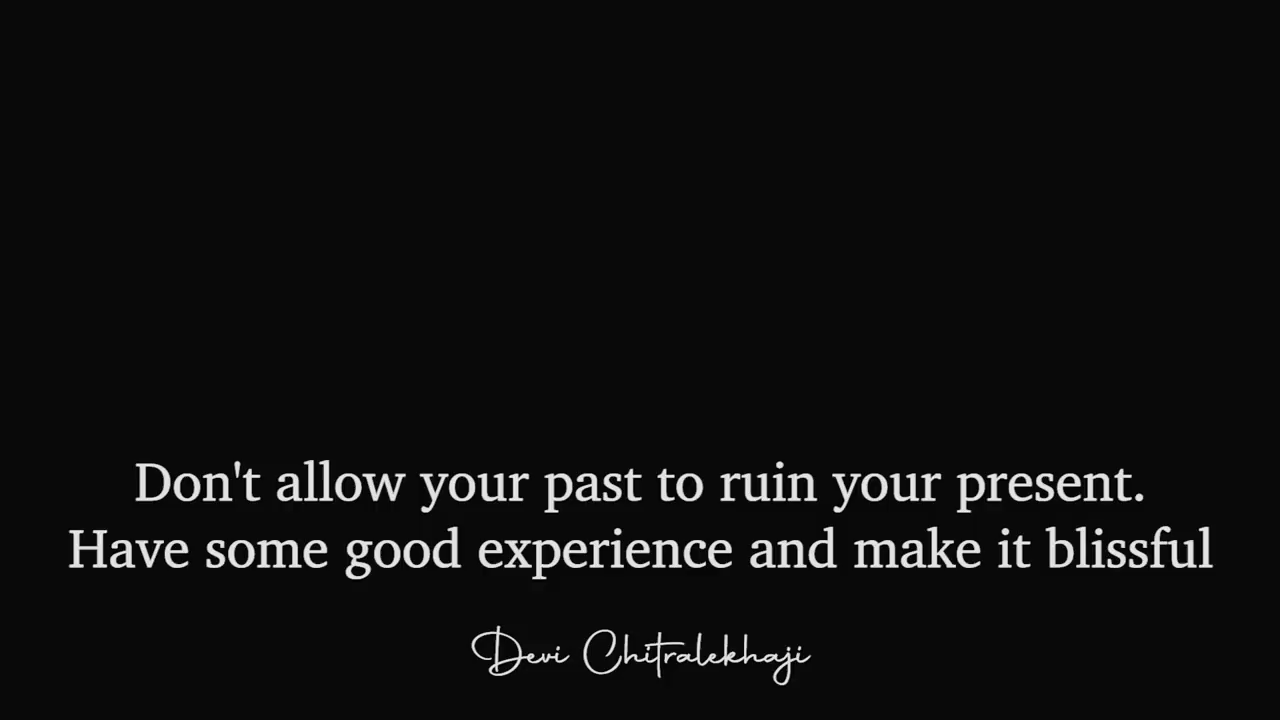 Don't allow your past to ruin your present.
Have some good experience and make it blissful
Devi Chitralekhaji